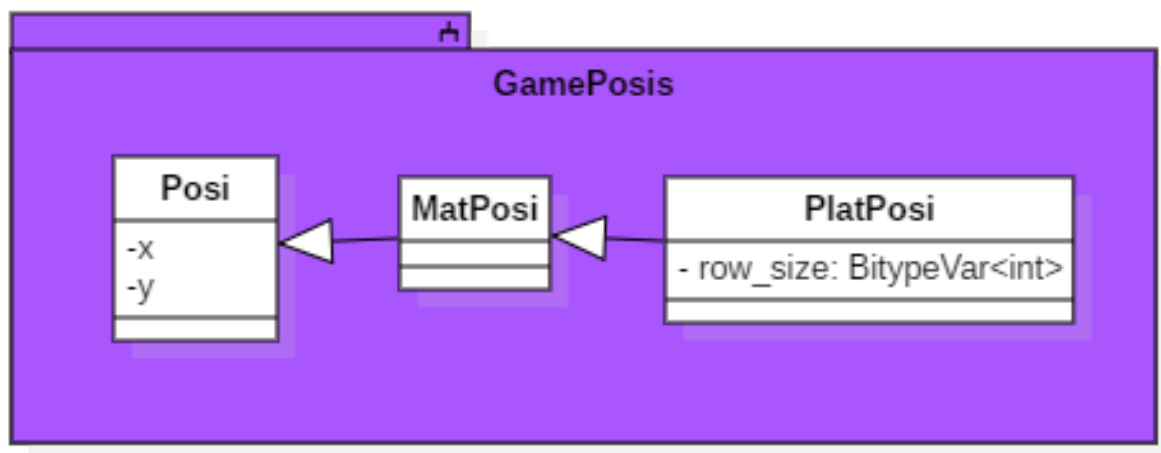 GamePosis
Posi
-x
-y
MatPosi
PlatPosi
- row_size: BitypeVar<int>